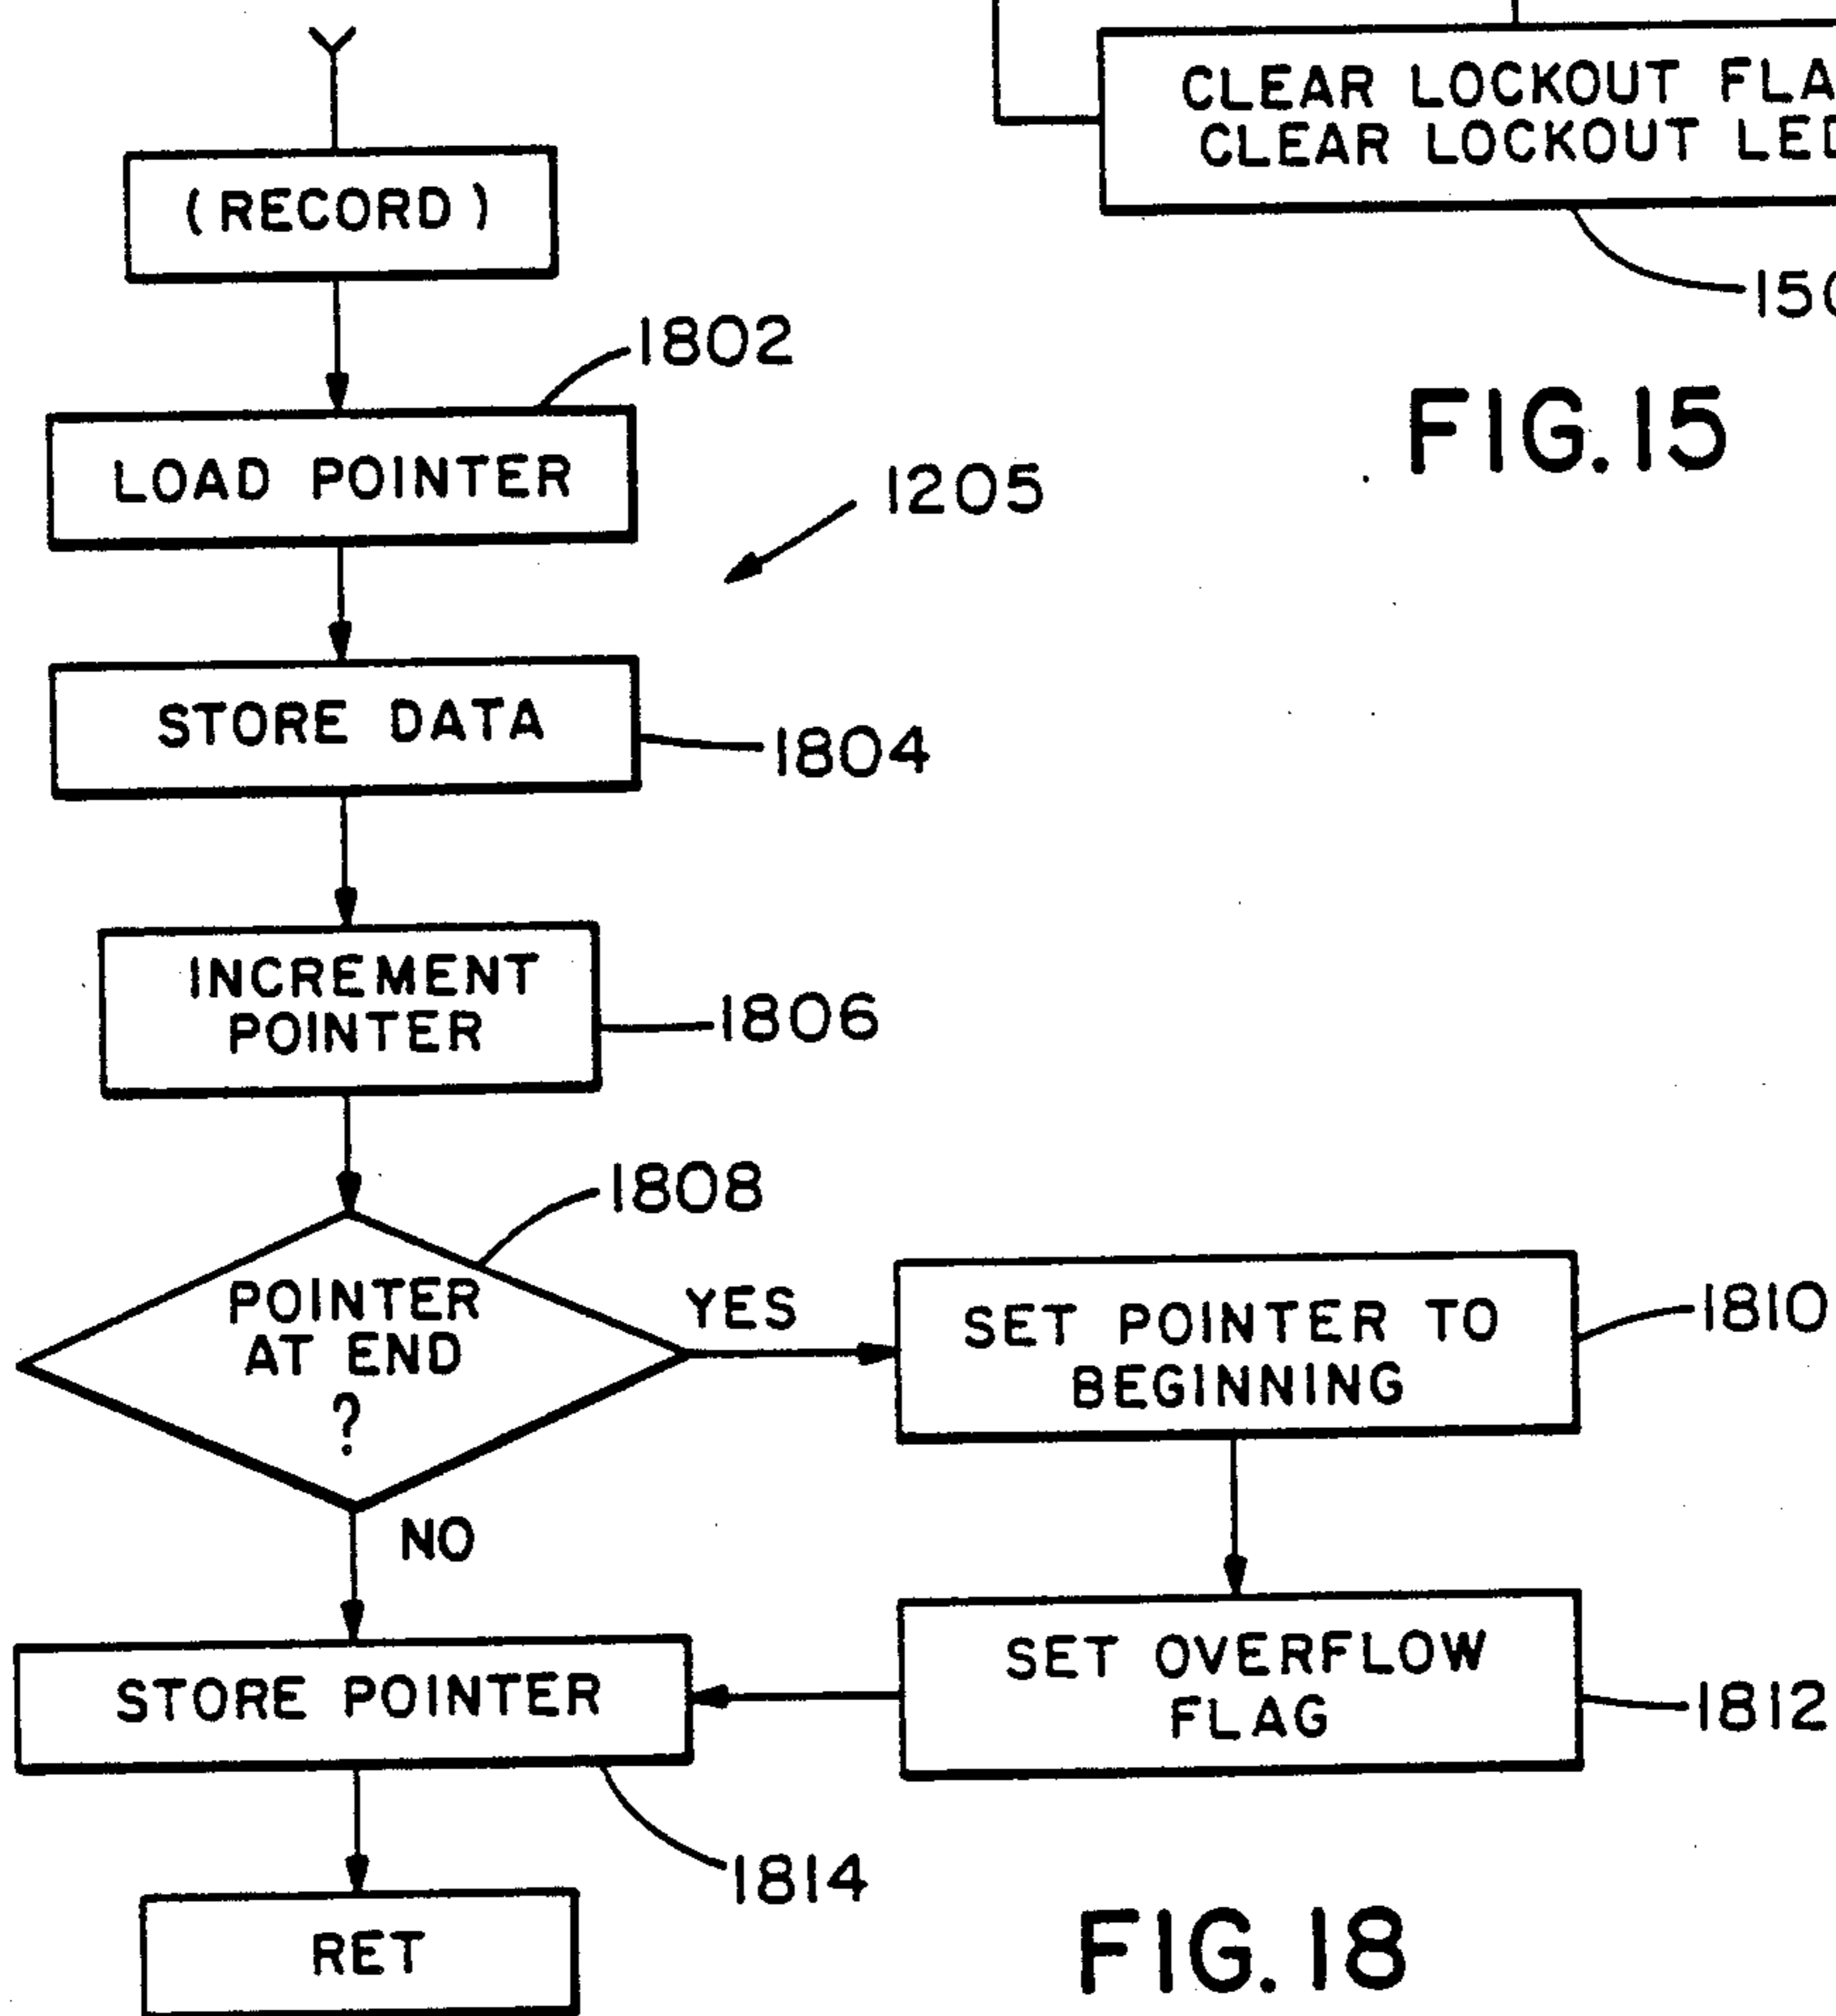 CLEAR LOCKOUT
CLEAR LOCKOUT
FIG.15
(RECORD)
1802
LOAD POINTER
1205
STORE DATA
1804
INCREMENT
POINTER
1806
1808
POINTER
AT END
?
YES
NO
SET POINTER TO
BEGINNING
1810
SET OVERFLOW
FLAG
1812
STORE POINTER
1814
RET
FIG.18